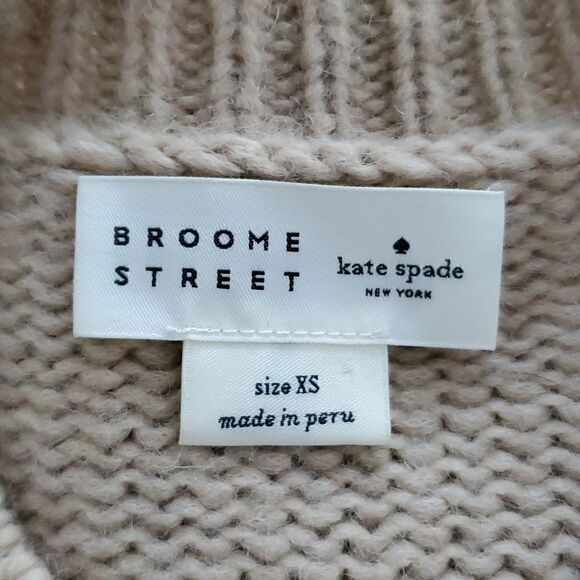 BROOME
STREET
kate spade
NEW YORK
size XS
made in peru